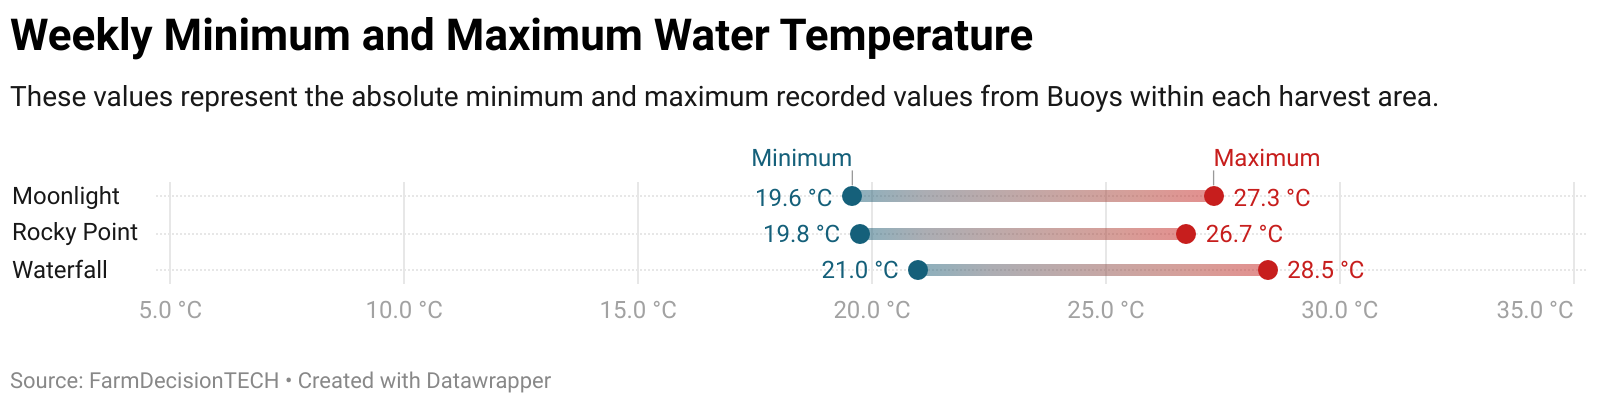 Weekly Minimum and Maximum Water Temperature
These values represent the absolute minimum and maximum recorded values from Buoys within each harvest area.
Minimum Maximum
Moonlight 19.6 °C 27.3 °C
Rocky Point 19.8 °C 26.7 °C
Waterfall 21.0 °C 28.5 °C
5.0 °C 10.0 °C 15.0 °C 20.0 °C 25.0 °C 30.0 °C 35.0 °C
Source: FarmDecisionTECH • Created with Datawrapper